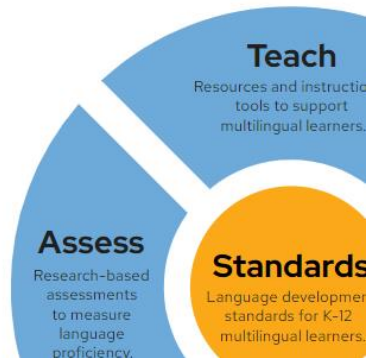 Teach
Resources and instructio
tools to support
multilingual learners.
Assess
Research-based
assessments
to measure
language
proficiency.
Standards
Language developmen
standards for K-12
multilingual learners.